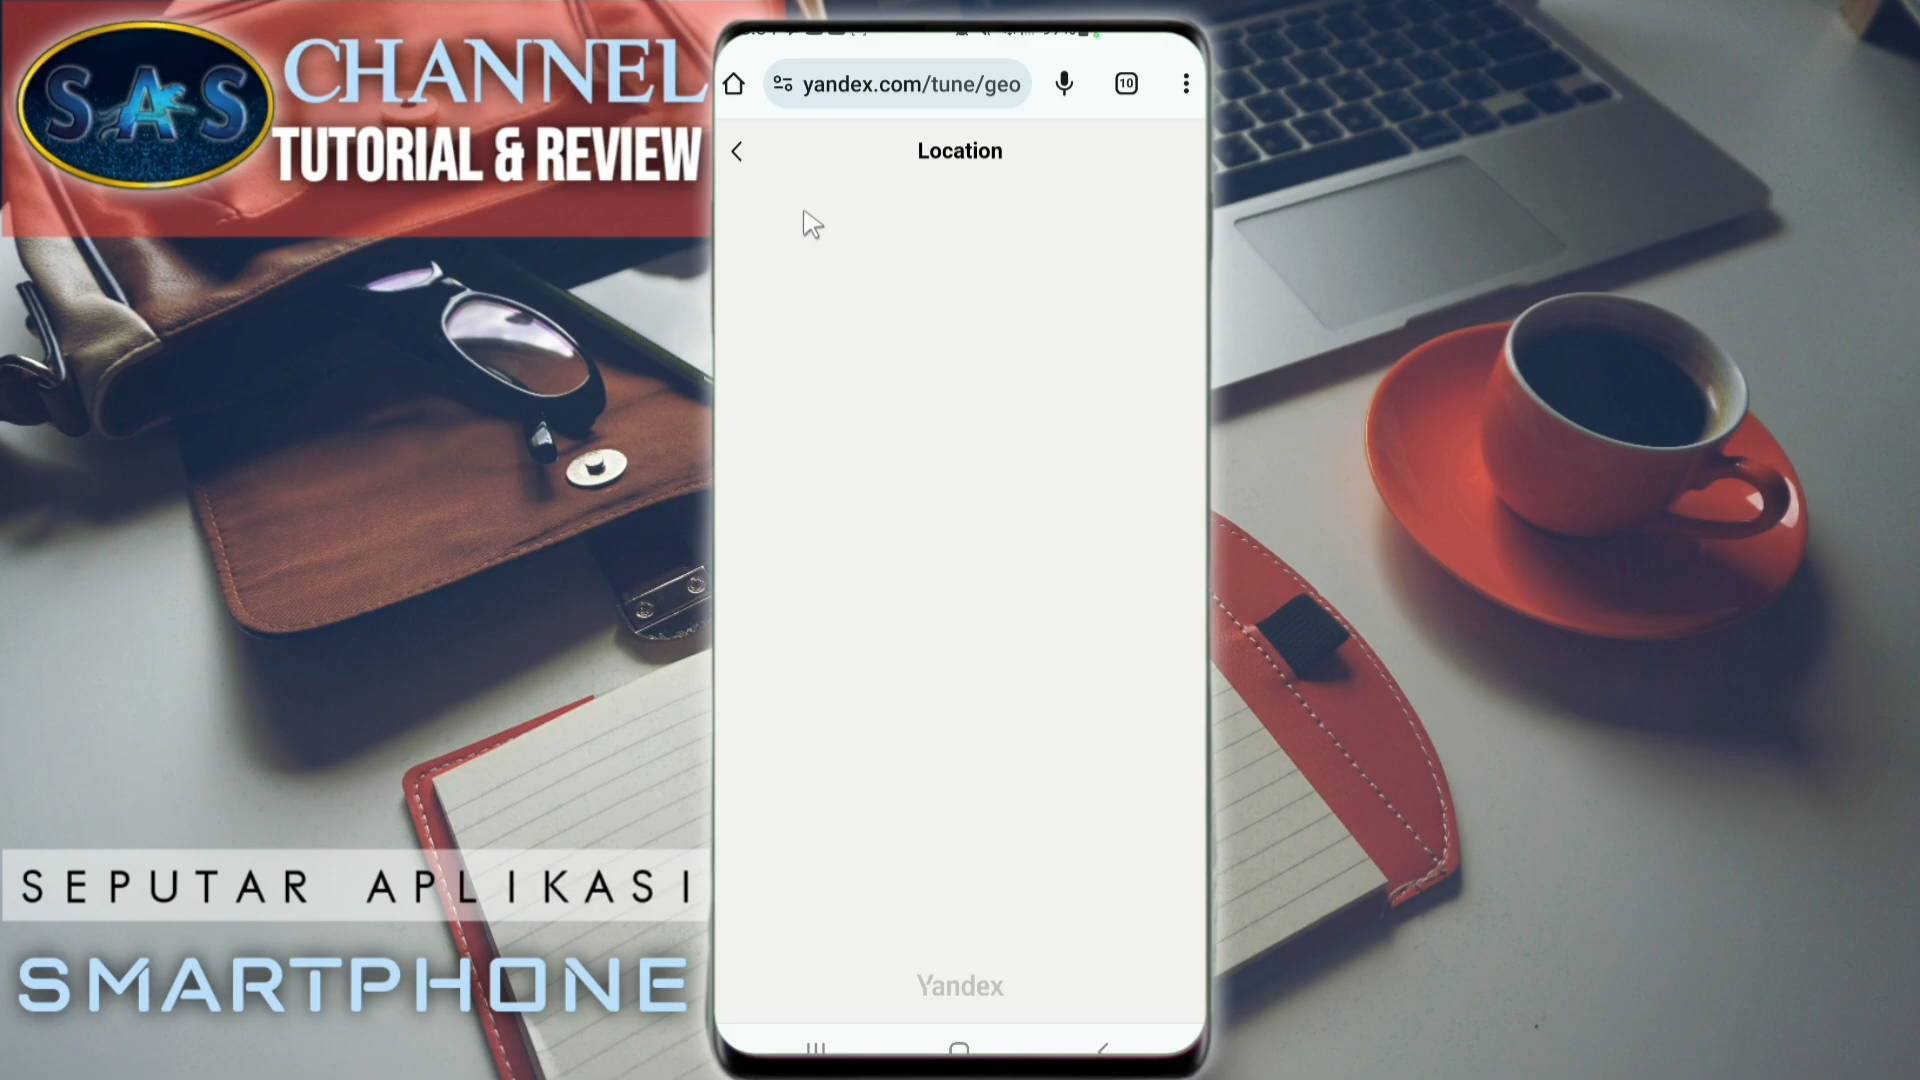 SAS
CHANNEL
TUTORIAL & REVIEW
yandex.com/tune/geo
10
Location
Yandex
SEPUTAR APLIKASI
SMARTPHONE